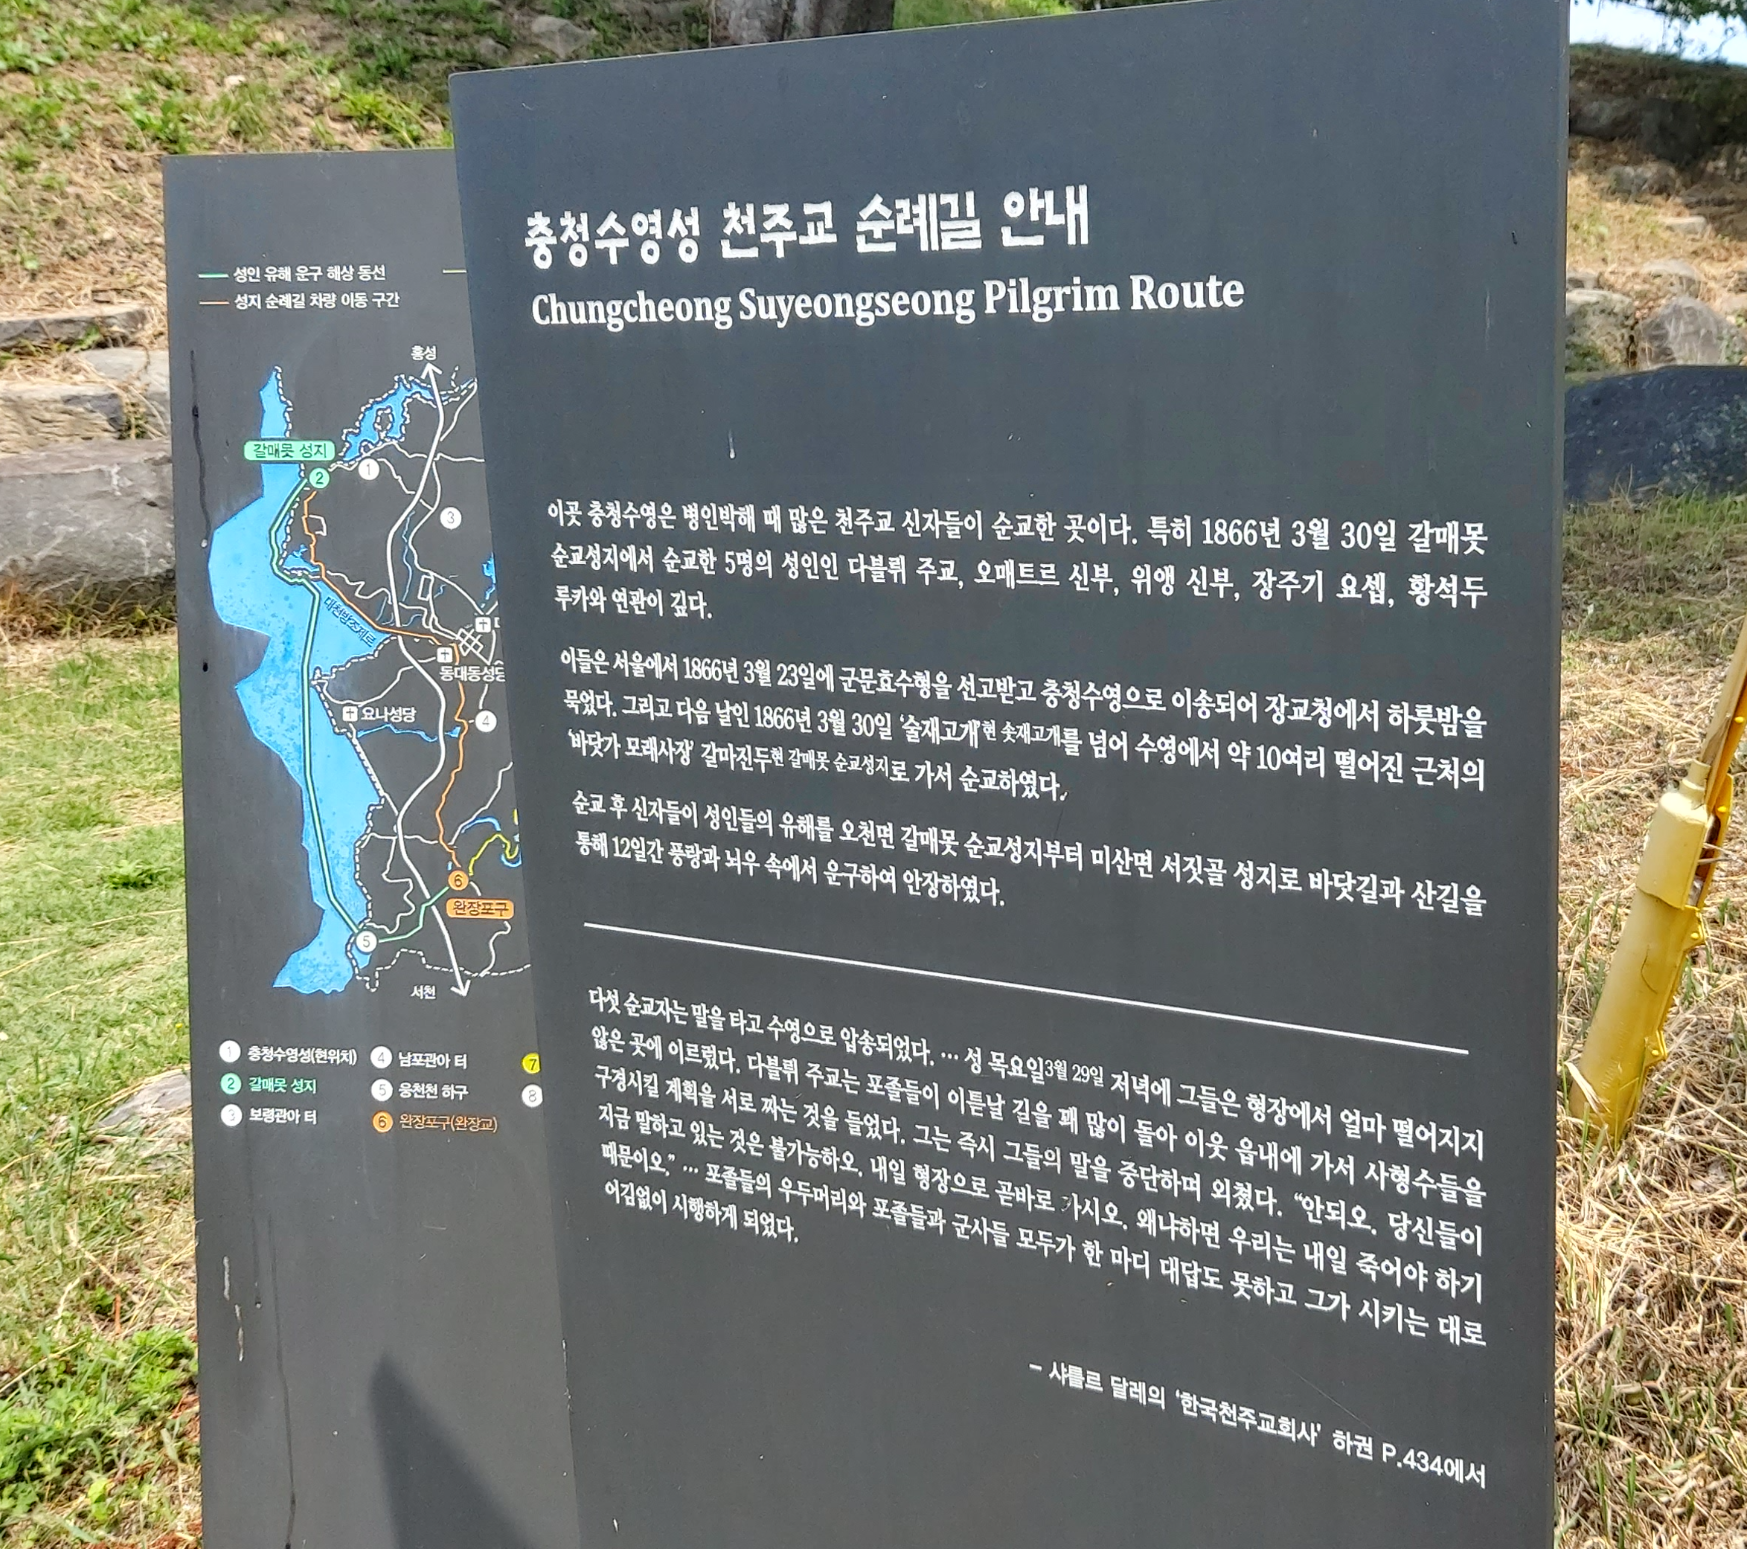 충청수영성 천주교 순례길 안내
Chungcheong Suyeongseong Pilgrim Route
이곳 충청수영은 병인박해 때 많은 천주교 신자들이 순교한 곳이다. 특히 1866년 3월 30일 갈매못
순교성지에서 순교한 5명의 성인인 다블뤼 주교, 오매트르 신부, 위앵 신부, 장주기 요셉, 황석두
루카와 연관이 깊다.
이들은 서울에서 1866년 3월 23일에 군문효수형을 선고받고 충청수영으로 이송되어 장교청에서 하룻밤을
묵었다. 그리고 다음 날인 1866년 3월 30일 '술재고개'현 솟재고개를 넘어 수영에서 약 10여리 떨어진 근처의
'바닷가 모래사장' 갈마진두현 갈매못 순교성지로 가서 순교하였다.
순교 후 신자들이 성인들의 유해를 오천면 갈매못 순교성지부터 미산면 서짓골 성지로 바닷길과 산길을
통해 12일간 풍랑과 뇌우 속에서 운구하여 안장하였다.
다섯 순교자는 말을 타고 수영으로 압송되었다. … 성 목요일3월 29일 저녁에 그들은 형장에서 얼마 떨어지지
않은 곳에 이르렀다. 다블뤼 주교는 포졸들이 이튿날 길을 꽤 많이 돌아 이웃 읍내에 가서 사형수들을
구경시킬 계획을 서로 짜는 것을 들었다. 그는 즉시 그들의 말을 중단하며 외쳤다. "안되오. 당신들이
지금 말하고 있는 것은 불가능하오. 내일 형장으로 곧바로 가시오. 왜냐하면 우리는 내일 죽어야 하기
때문이오." … 포졸들의 우두머리와 포졸들과 군사들 모두가 한 마디 대답도 못하고 그가 시키는 대로
어김없이 시행하게 되었다.
- 샤를르 달레의 '한국천주교회사' 하권 P.434에서
성인 유해 운구 해상 동선
성지 순례길 차량 이동 구간
홍성
갈매못 성지
2
1
3
대천방조제로
동대동성당
요나성당
4
6
완장포구
5
서천
1 충청수영성(현위치)
2 갈매못 성지
3 보령관아 터
4 남포관아 터
5 웅천천 하구
6 완장포구(완장교)
7
8